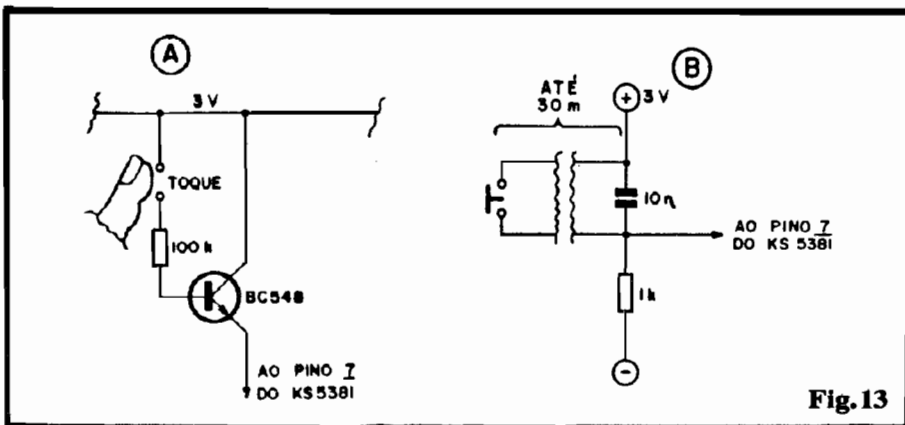 A
3 V
TOQUE
100 k
BC548
AO PINO 7
DO KS5381
B
ATÉ
30 m
+ 3 V
10η
AO PINO 7
DO KS 5381
1k
−
Fig. 13